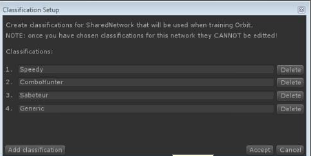 Classification Setup
Create classifications for SharedNetwork that will be used when training Orbit.
NOTE: once you have chosen classifications for this network they CANNOT be editted!
Classifications:
1. Speedy Delete
2. CombotHunter Delete
3. Saboteur Delete
4. Generic Delete
Add classification Accept Cancel